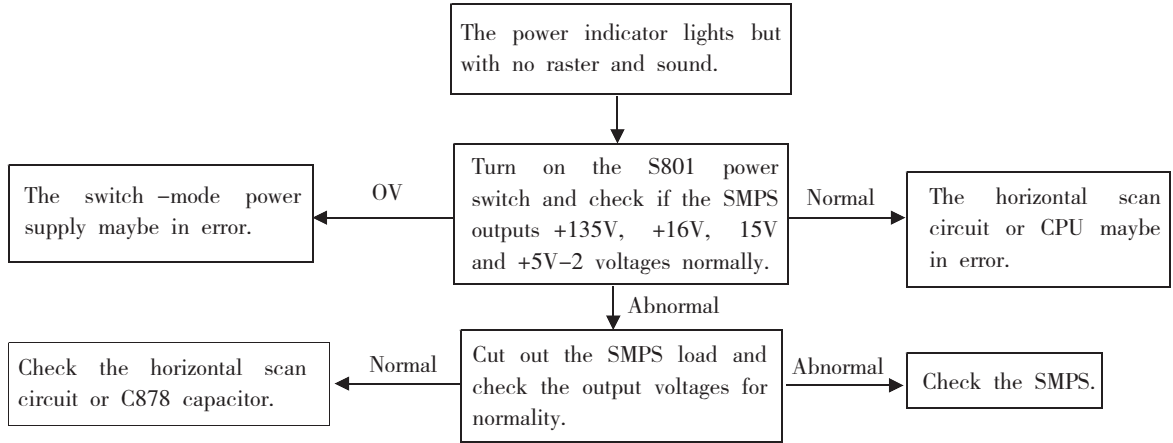 The power indicator lights but
with no raster and sound.
Turn on the S801 power
switch and check if the SMPS
outputs +135V, +16V, 15V
and +5V-2 voltages normally.
OV
The switch -mode power
supply maybe in error.
Normal
The horizontal scan
circuit or CPU maybe
in error.
Abnormal
Cut out the SMPS load and
check the output voltages for
normality.
Normal
Check the horizontal scan
circuit or C878 capacitor.
Abnormal
Check the SMPS.